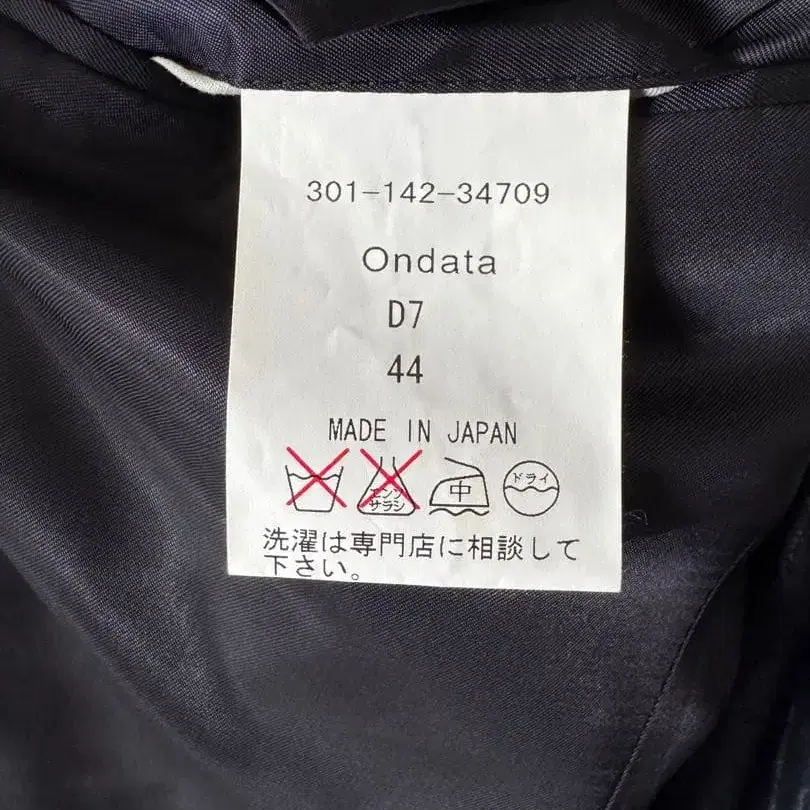 301-142-34709
Ondata
D7
44
MADE IN JAPAN
エンソ
サラシ
中
ドライ
洗濯は専門店に相談して
下さい。